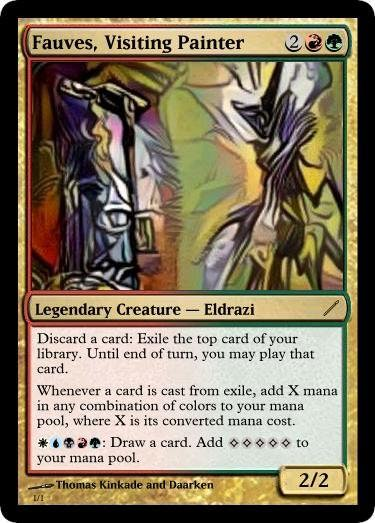 Fauves, Visiting Painter 2
Legendary Creature — Eldrazi
Discard a card: Exile the top card of your
library. Until end of turn, you may play that
card.
Whenever a card is cast from exile, add X mana
in any combination of colors to your mana
pool, where X is its converted mana cost.
: Draw a card. Add to
your mana pool.
2/2
Thomas Kinkade and Daarken
1/1